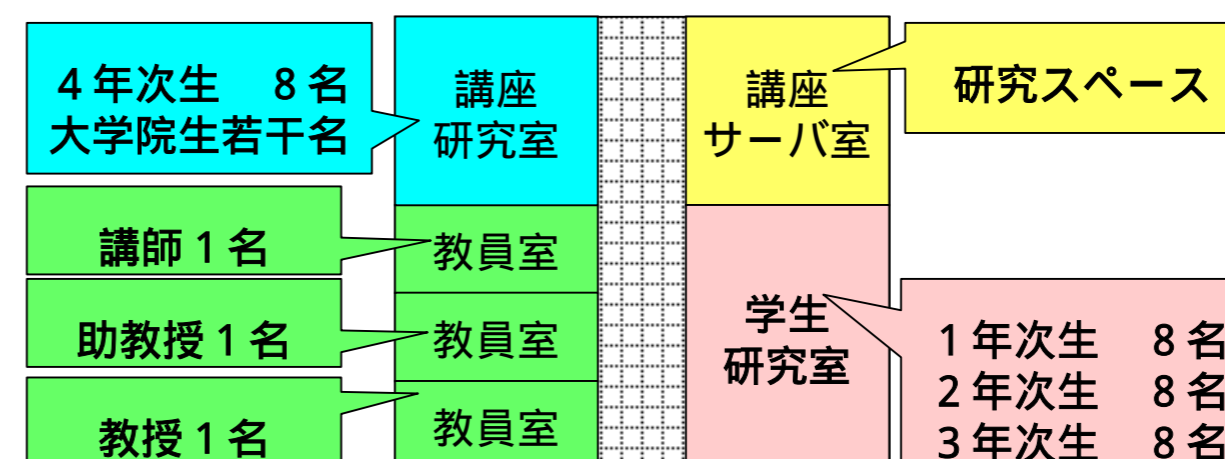 4年次生 8名
大学院生若干名
講座
研究室
講座
サーバ室
研究スペース
講師1名
教員室
助教授1名
教員室
教授1名
教員室
学生
研究室
1年次生 8名
2年次生 8名
3年次生 8名